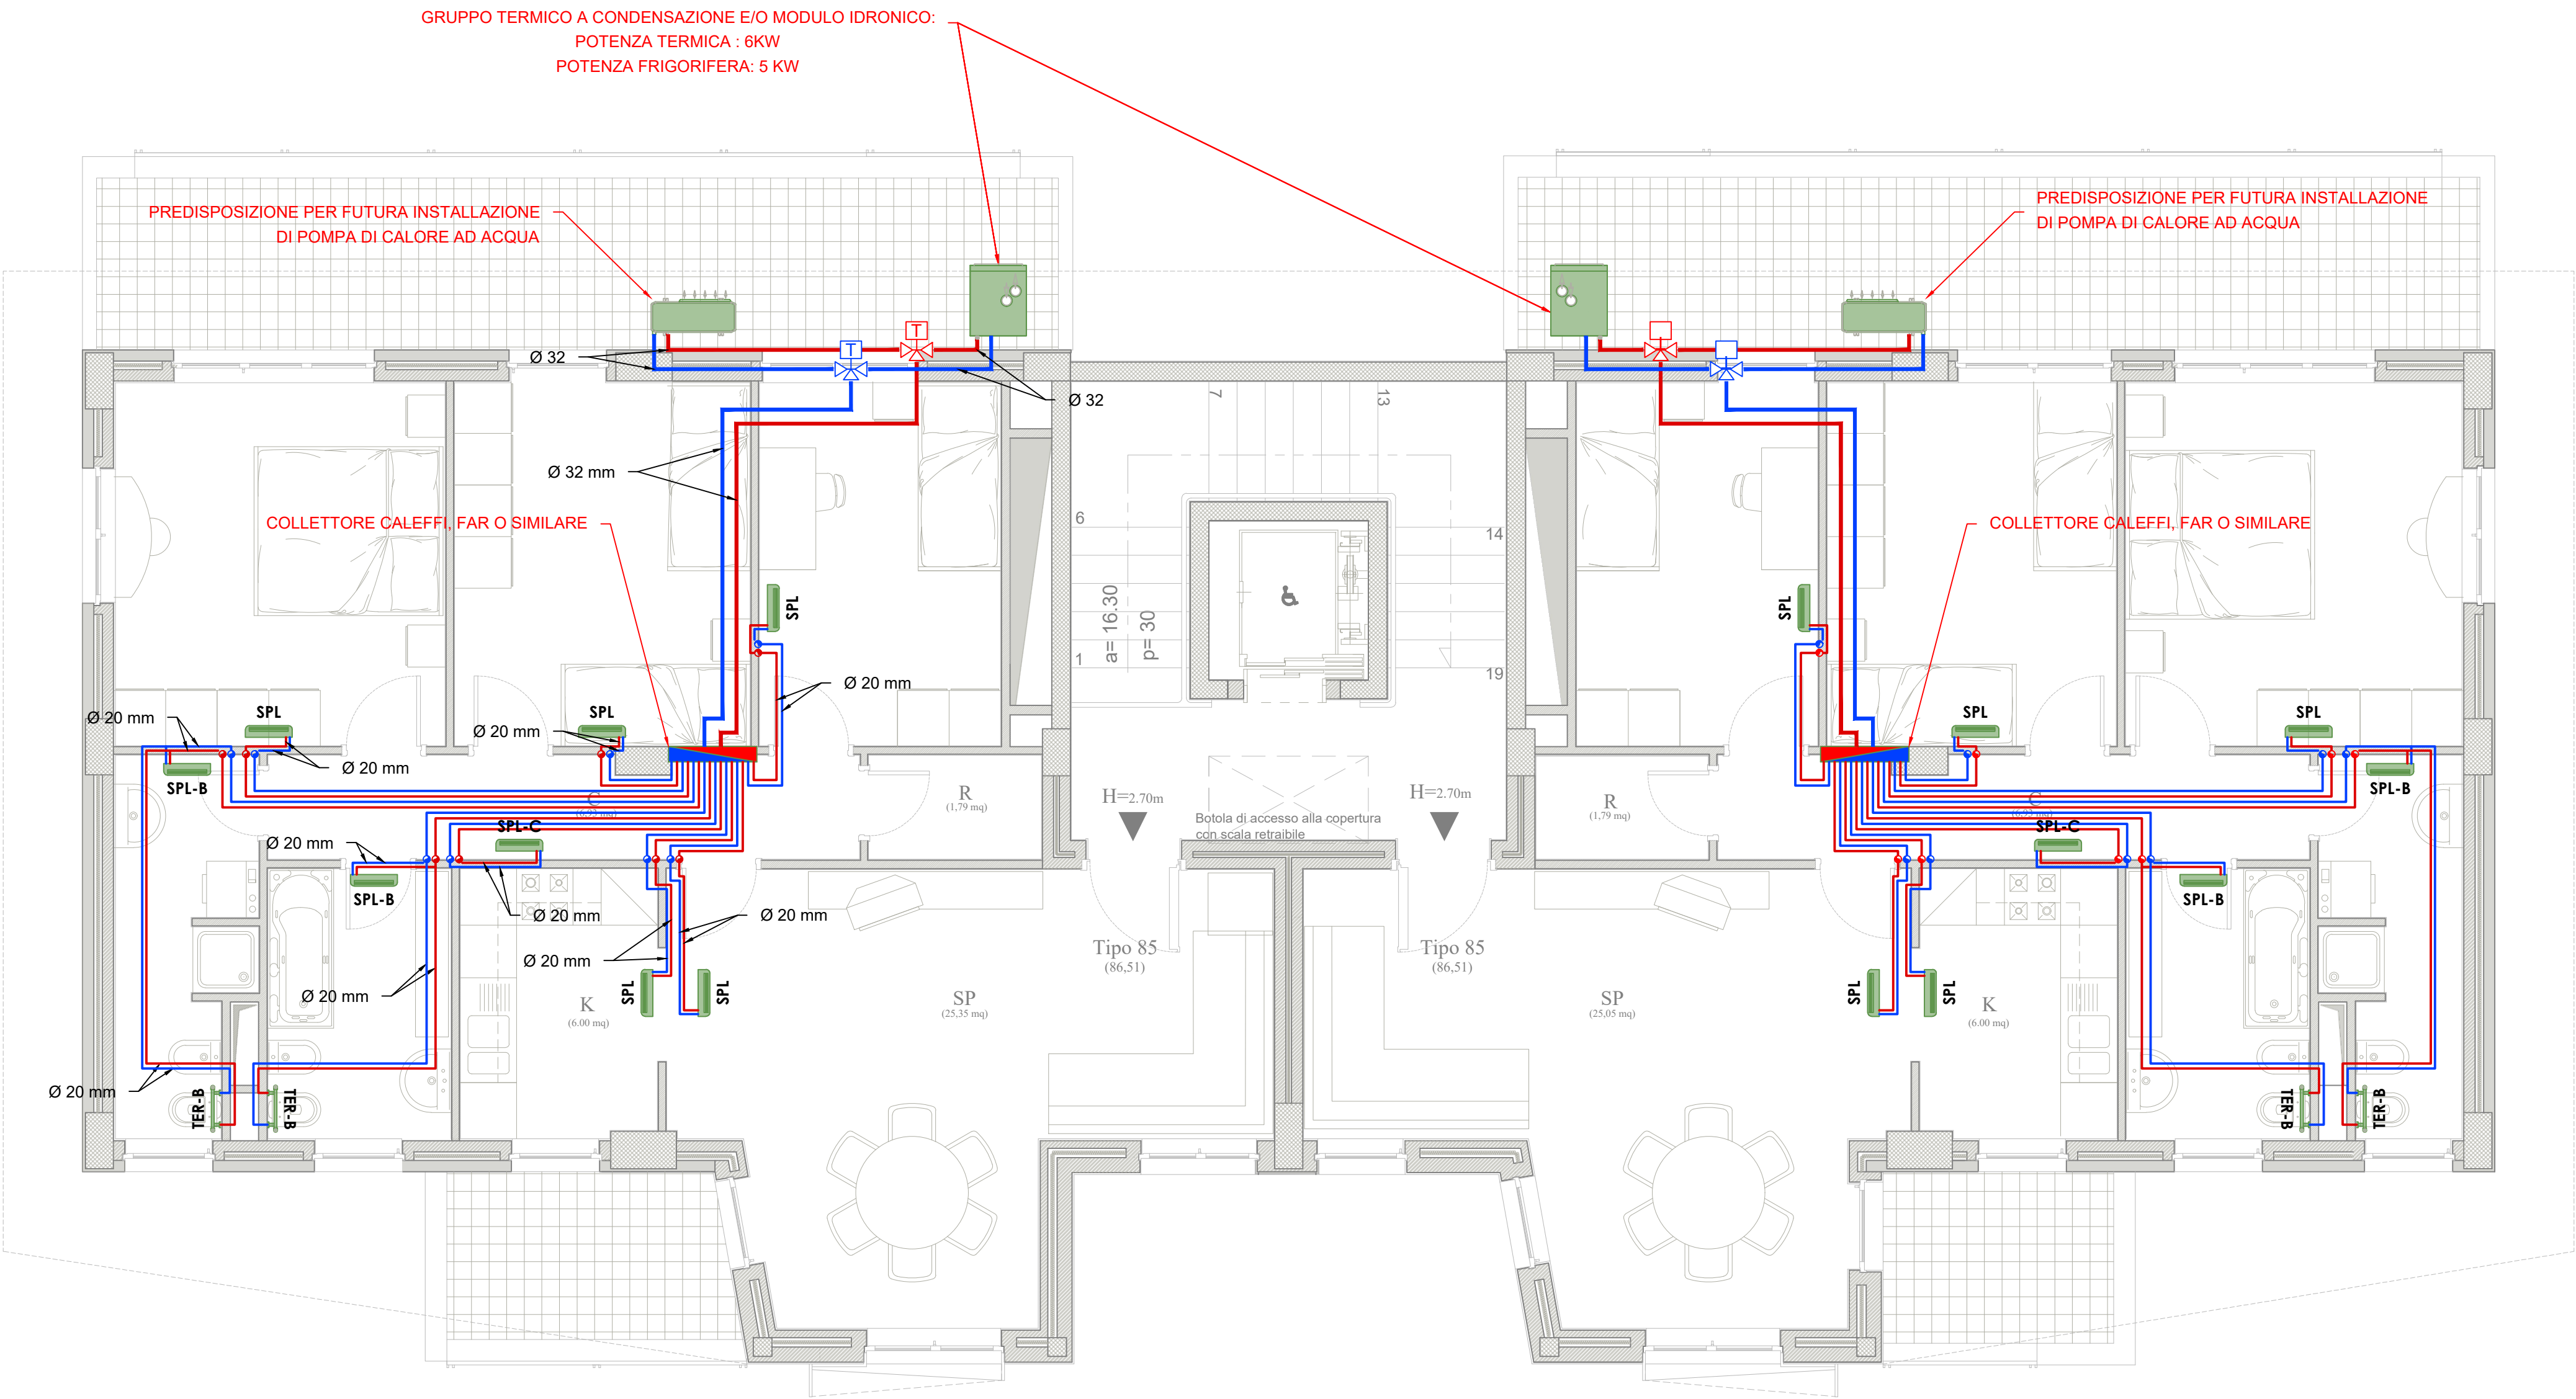 GRUPPO TERMICO A CONDENSAZIONE E/O MODULO IDRONICO:
POTENZA TERMICA : 6KW
POTENZA FRIGORIFERA: 5 KW
PREDISPOSIZIONE PER FUTURA INSTALLAZIONE
DI POMPA DI CALORE AD ACQUA
PREDISPOSIZIONE PER FUTURA INSTALLAZIONE
DI POMPA DI CALORE AD ACQUA
T
T
Ø 32
Ø 32
7
13
Ø 32 mm
COLLETTORE CALEFFI, FAR O SIMILARE
COLLETTORE CALEFFI, FAR O SIMILARE
6
14
a= 16.30
p= 30
1
19
SPL
SPL
Ø 20 mm
Ø 20 mm
SPL
SPL
Ø 20 mm
SPL
SPL
Ø 20 mm
SPL-B
SPL-B
R
(1,79 mq)
H=2.70m
H=2.70m
R
(1,79 mq)
C
(6,93 mq)
C
(6,93 mq)
Botola di accesso alla copertura
con scala retraibile
SPL-C
SPL-C
Ø 20 mm
SPL-B
SPL-B
Ø 20 mm
Ø 20 mm
Tipo 85
(86,51)
Tipo 85
(86,51)
Ø 20 mm
Ø 20 mm
SPL
SPL
SPL
SPL
K
(6.00 mq)
SP
(25,35 mq)
SP
(25,05 mq)
K
(6.00 mq)
Ø 20 mm
TER-B
TER-B
TER-B
TER-B